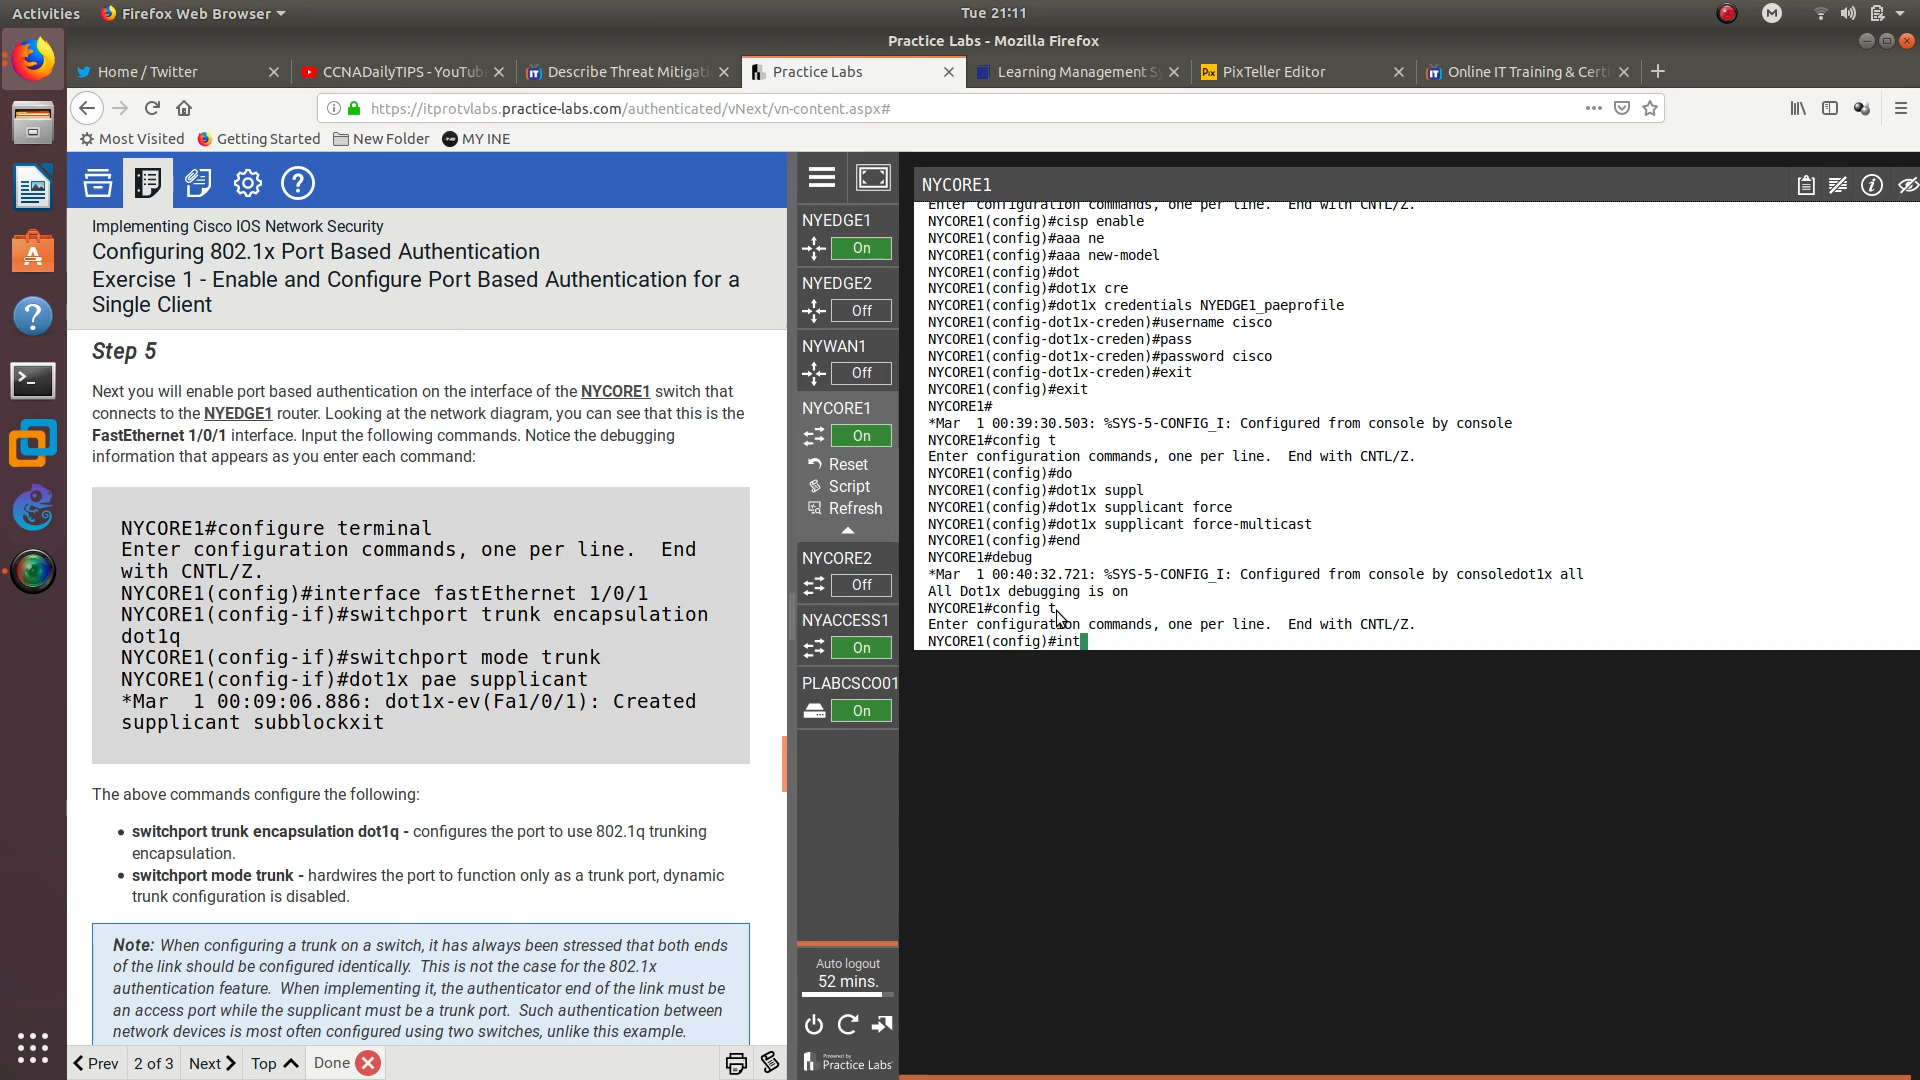 Activities
Firefox Web Browser
Tue 21:11
Practice Labs - Mozilla Firefox
Home / Twitter
CCNADailyTIPS - YouTub
Describe Threat Mitigati
Practice Labs
Learning Management S
PixTeller Editor
Online IT Training & Certi
https://itprotvlabs.practice-labs.com/authenticated/vNext/vn-content.aspx#
Most Visited
Getting Started
New Folder
MY INE
Implementing Cisco IOS Network Security
Configuring 802.1x Port Based Authentication
Exercise 1 - Enable and Configure Port Based Authentication for a
Single Client
Step 5
Next you will enable port based authentication on the interface of the NYCORE1 switch that
connects to the NYEDGE1 router. Looking at the network diagram, you can see that this is the
FastEthernet 1/0/1 interface. Input the following commands. Notice the debugging
information that appears as you enter each command:
NYCORE1#configure terminal
Enter configuration commands, one per line.  End
with CNTL/Z.
NYCORE1(config)#interface fastEthernet 1/0/1
NYCORE1(config-if)#switchport trunk encapsulation
dot1q
NYCORE1(config-if)#switchport mode trunk
NYCORE1(config-if)#dot1x pae supplicant
*Mar  1 00:09:06.886: dot1x-ev(Fa1/0/1): Created
supplicant subblockxit
The above commands configure the following:
• switchport trunk encapsulation dot1q - configures the port to use 802.1q trunking
encapsulation.
• switchport mode trunk - hardwires the port to function only as a trunk port, dynamic
trunk configuration is disabled.
Note: When configuring a trunk on a switch, it has always been stressed that both ends
of the link should be configured identically.  This is not the case for the 802.1x
authentication feature.  When implementing it, the authenticator end of the link must be
an access port while the supplicant must be a trunk port.  Such authentication between
network devices is most often configured using two switches, unlike this example.
Prev
2 of 3
Next
Top
Done
NYEDGE1
On
NYEDGE2
Off
NYWAN1
Off
NYCORE1
On
Reset
Script
Refresh
NYCORE2
Off
NYACCESS1
On
PLABCSCO01
On
Auto logout
52 mins.
Powered by
Practice Labs
NYCORE1
Enter configuration commands, one per line.  End with CNTL/Z.
NYCORE1(config)#cisp enable
NYCORE1(config)#aaa ne
NYCORE1(config)#aaa new-model
NYCORE1(config)#dot
NYCORE1(config)#dot1x cre
NYCORE1(config)#dot1x credentials NYEDGE1_paeprofile
NYCORE1(config-dot1x-creden)#username cisco
NYCORE1(config-dot1x-creden)#pass
NYCORE1(config-dot1x-creden)#password cisco
NYCORE1(config-dot1x-creden)#exit
NYCORE1(config)#exit
NYCORE1#
*Mar  1 00:39:30.503: %SYS-5-CONFIG_I: Configured from console by console
NYCORE1#config t
Enter configuration commands, one per line.  End with CNTL/Z.
NYCORE1(config)#do
NYCORE1(config)#dot1x suppl
NYCORE1(config)#dot1x supplicant force
NYCORE1(config)#dot1x supplicant force-multicast
NYCORE1(config)#end
NYCORE1#debug
*Mar  1 00:40:32.721: %SYS-5-CONFIG_I: Configured from console by consoledot1x all
All Dot1x debugging is on
NYCORE1#config t
Enter configuration commands, one per line.  End with CNTL/Z.
NYCORE1(config)#int